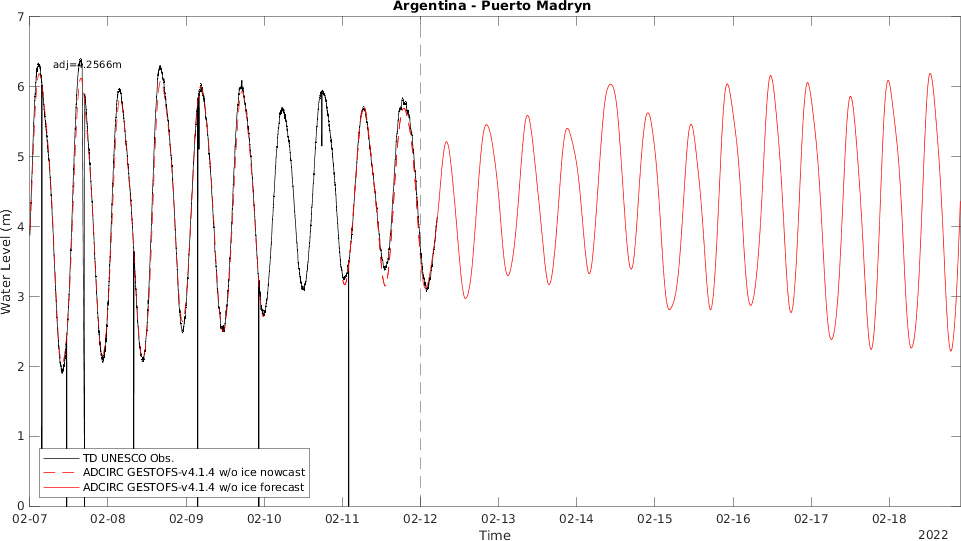 Argentina - Puerto Madryn
7
6
5
4
3
2
1
0
Water Level (m)
adj=4.2566m
TD UNESCO Obs.
ADCIRC GESTOFS-v4.1.4 w/o ice nowcast
ADCIRC GESTOFS-v4.1.4 w/o ice forecast
02-07 02-08 02-09 02-10 02-11 02-12 02-13 02-14 02-15 02-16 02-17 02-18
Time
2022